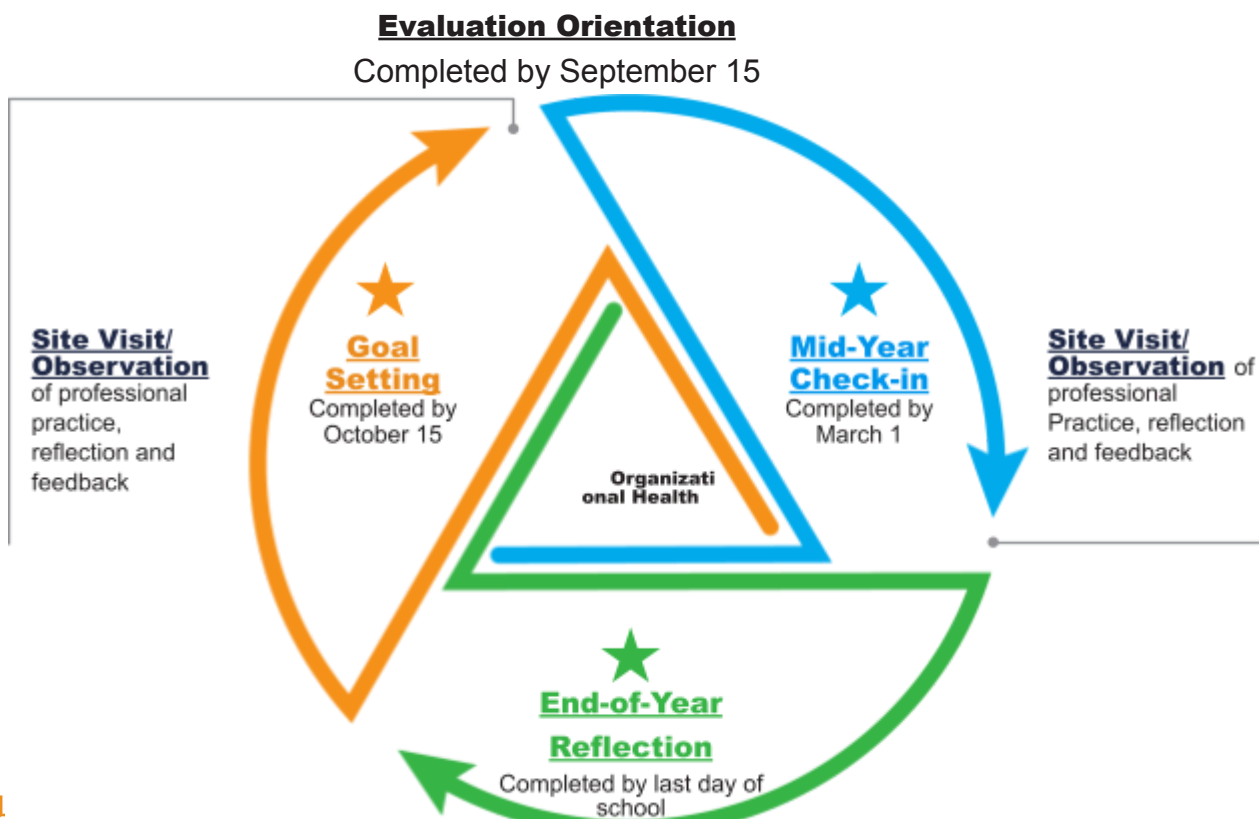 Evaluation Orientation
Completed by September 15
Site Visit/
Observation
of professional
practice,
reflection and
feedback
Goal
Setting
Completed by
October 15
Mid-Year
Check-in
Completed by
March 1
Site Visit/
Observation of
professional
Practice, reflection
and feedback
Organizati
onal Health
End-of-Year
Reflection
Completed by last day of
school